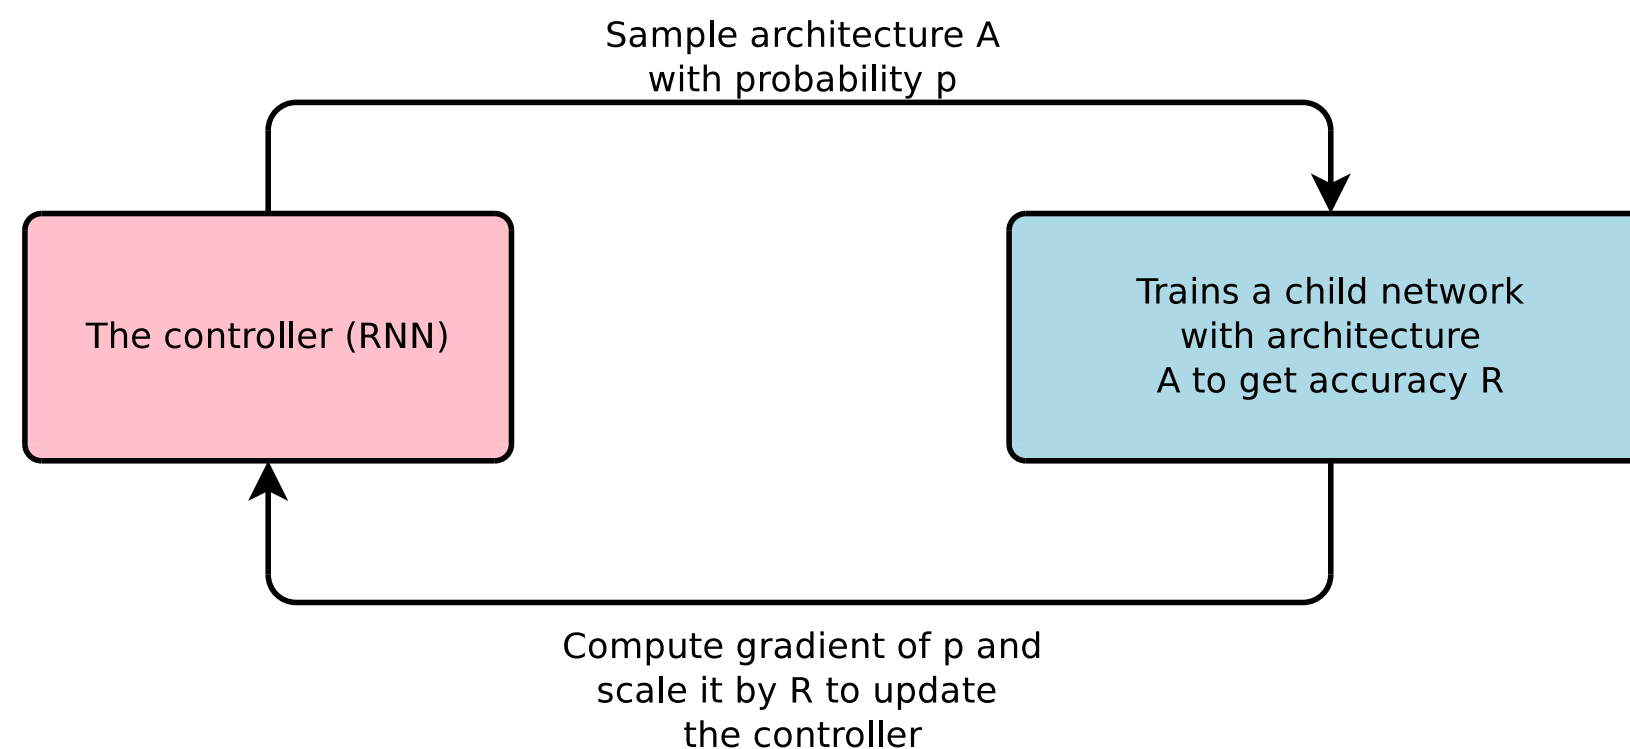 Sample architecture A
with probability p
The controller (RNN)
Trains a child network
with architecture
A to get accuracy R
Compute gradient of p and
scale it by R to update
the controller